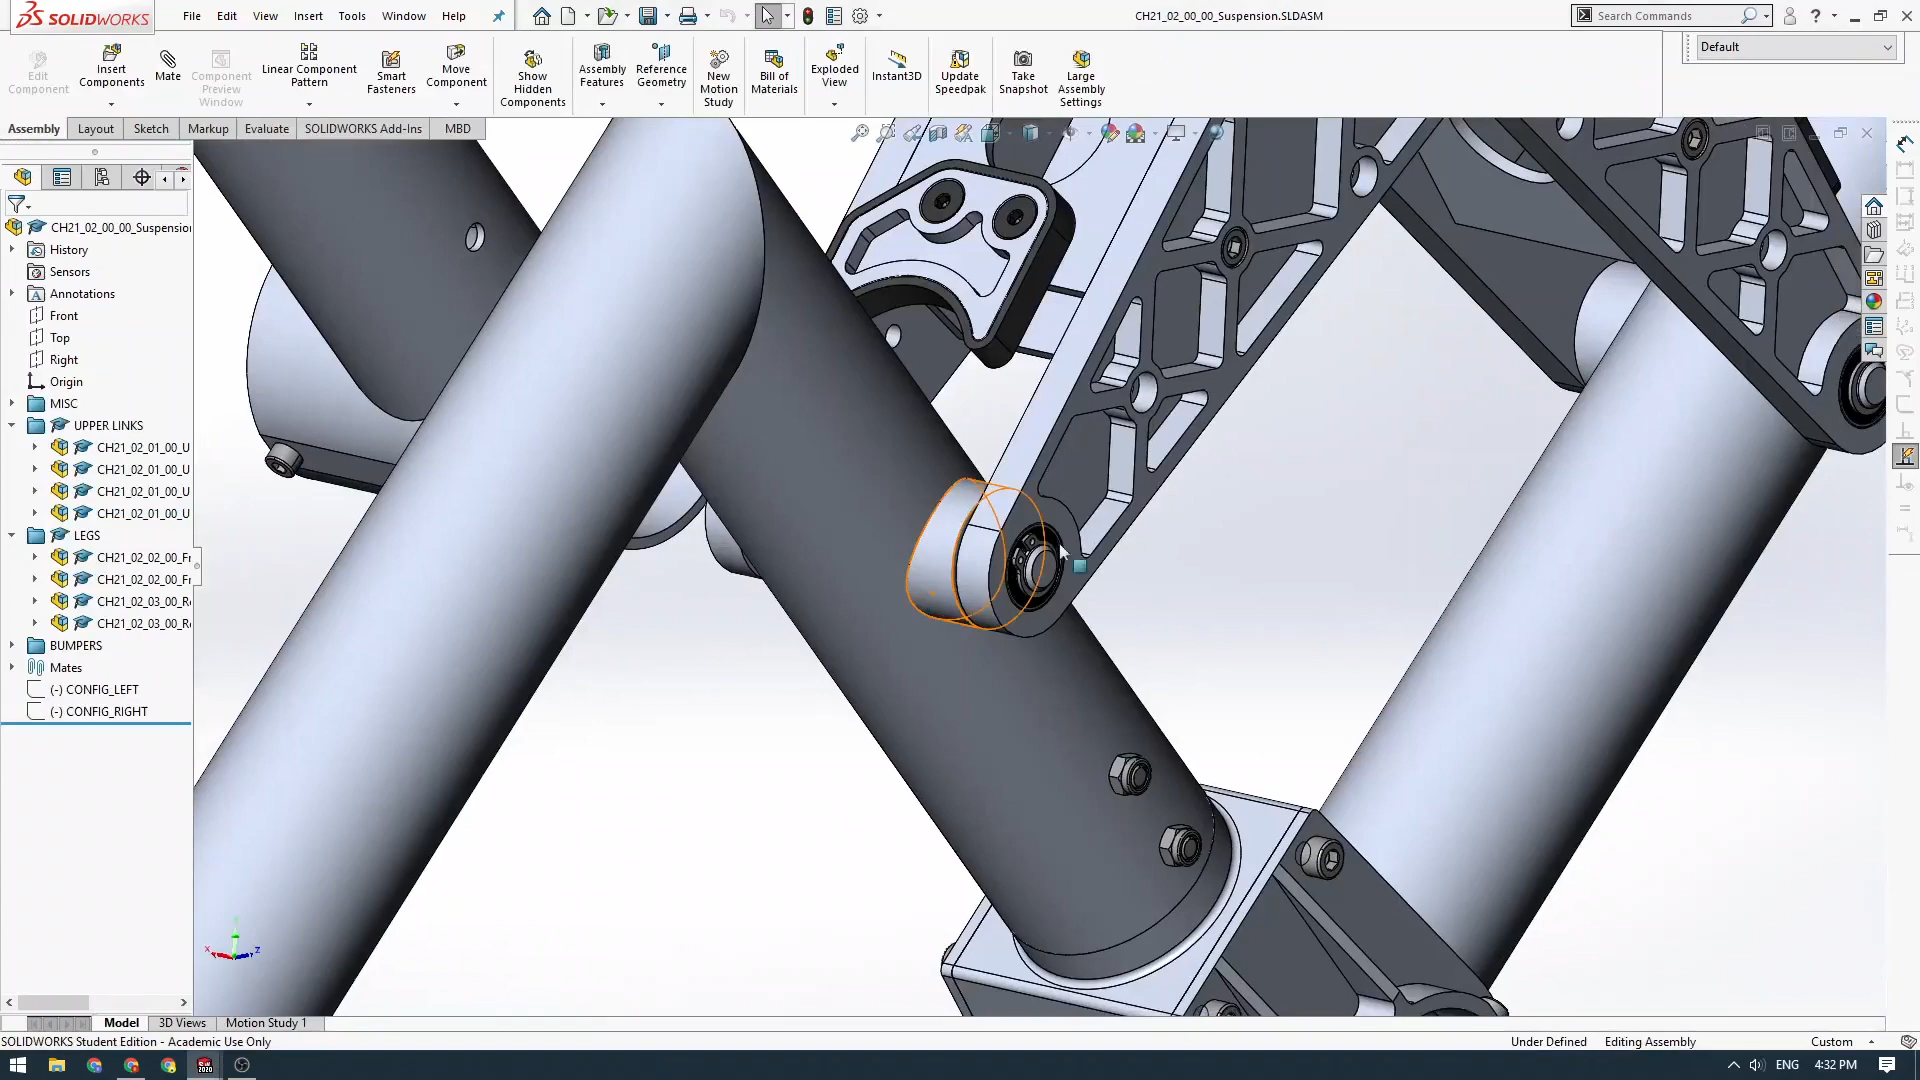 SOLIDWORKS
File
Edit
View
Insert
Tools
Window
Help
CH21_02_00_00_Suspension.SLDASM
Search Commands
?
Edit
Component
Insert
Components
Mate
Component
Preview
Window
Linear Component
Pattern
Smart
Fasteners
Move
Component
Show
Hidden
Components
Assembly
Features
Reference
Geometry
New
Motion
Study
Bill of
Materials
Exploded
View
Instant3D
Update
Speedpak
Take
Snapshot
Large
Assembly
Settings
Default
Assembly
Layout
Sketch
Markup
Evaluate
SOLIDWORKS Add-Ins
MBD
CH21_02_00_00_Suspension
History
Sensors
Annotations
Front
Top
Right
Origin
MISC
UPPER LINKS
CH21_02_01_00_U
CH21_02_01_00_U
CH21_02_01_00_U
CH21_02_01_00_U
LEGS
CH21_02_02_00_Fr
CH21_02_02_00_Fr
CH21_02_03_00_Re
CH21_02_03_00_Re
BUMPERS
Mates
(-) CONFIG_LEFT
(-) CONFIG_RIGHT
X
Z
Model
3D Views
Motion Study 1
SOLIDWORKS Student Edition - Academic Use Only
Under Defined
Editing Assembly
Custom
ENG
4:32 PM